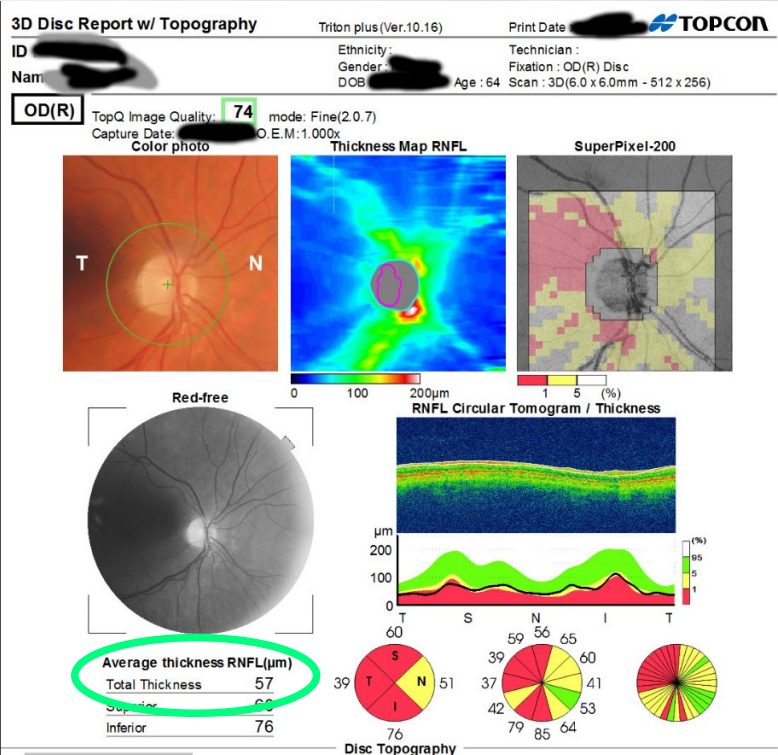 3D Disc Report w/ Topography Triton plus(Ver.10.16) Print Date TOPCON
ID Ethnicity : Technician :
Nam Gender : Fixation : OD(R) Disc
DOB Age : 64 Scan : 3D(6.0 x 6.0mm - 512 x 256)
OD(R) TopQ Image Quality: 74 mode: Fine(2.0.7)
Capture Date: O.E.M:1.000x
Color photo Thickness Map RNFL SuperPixel-200
T N
0 100 200μm
1 5 (%)
Red-free RNFL Circular Tomogram / Thickness
μm
200
100
0
(%)
95
5
1
T S N I T
Average thickness RNFL(μm)
Total Thickness 57
Superior 60
Inferior 76
60
S
39 T N 51
I
76
56
59 65
39 60
37 41
42 53
79 64
85
Disc Topography